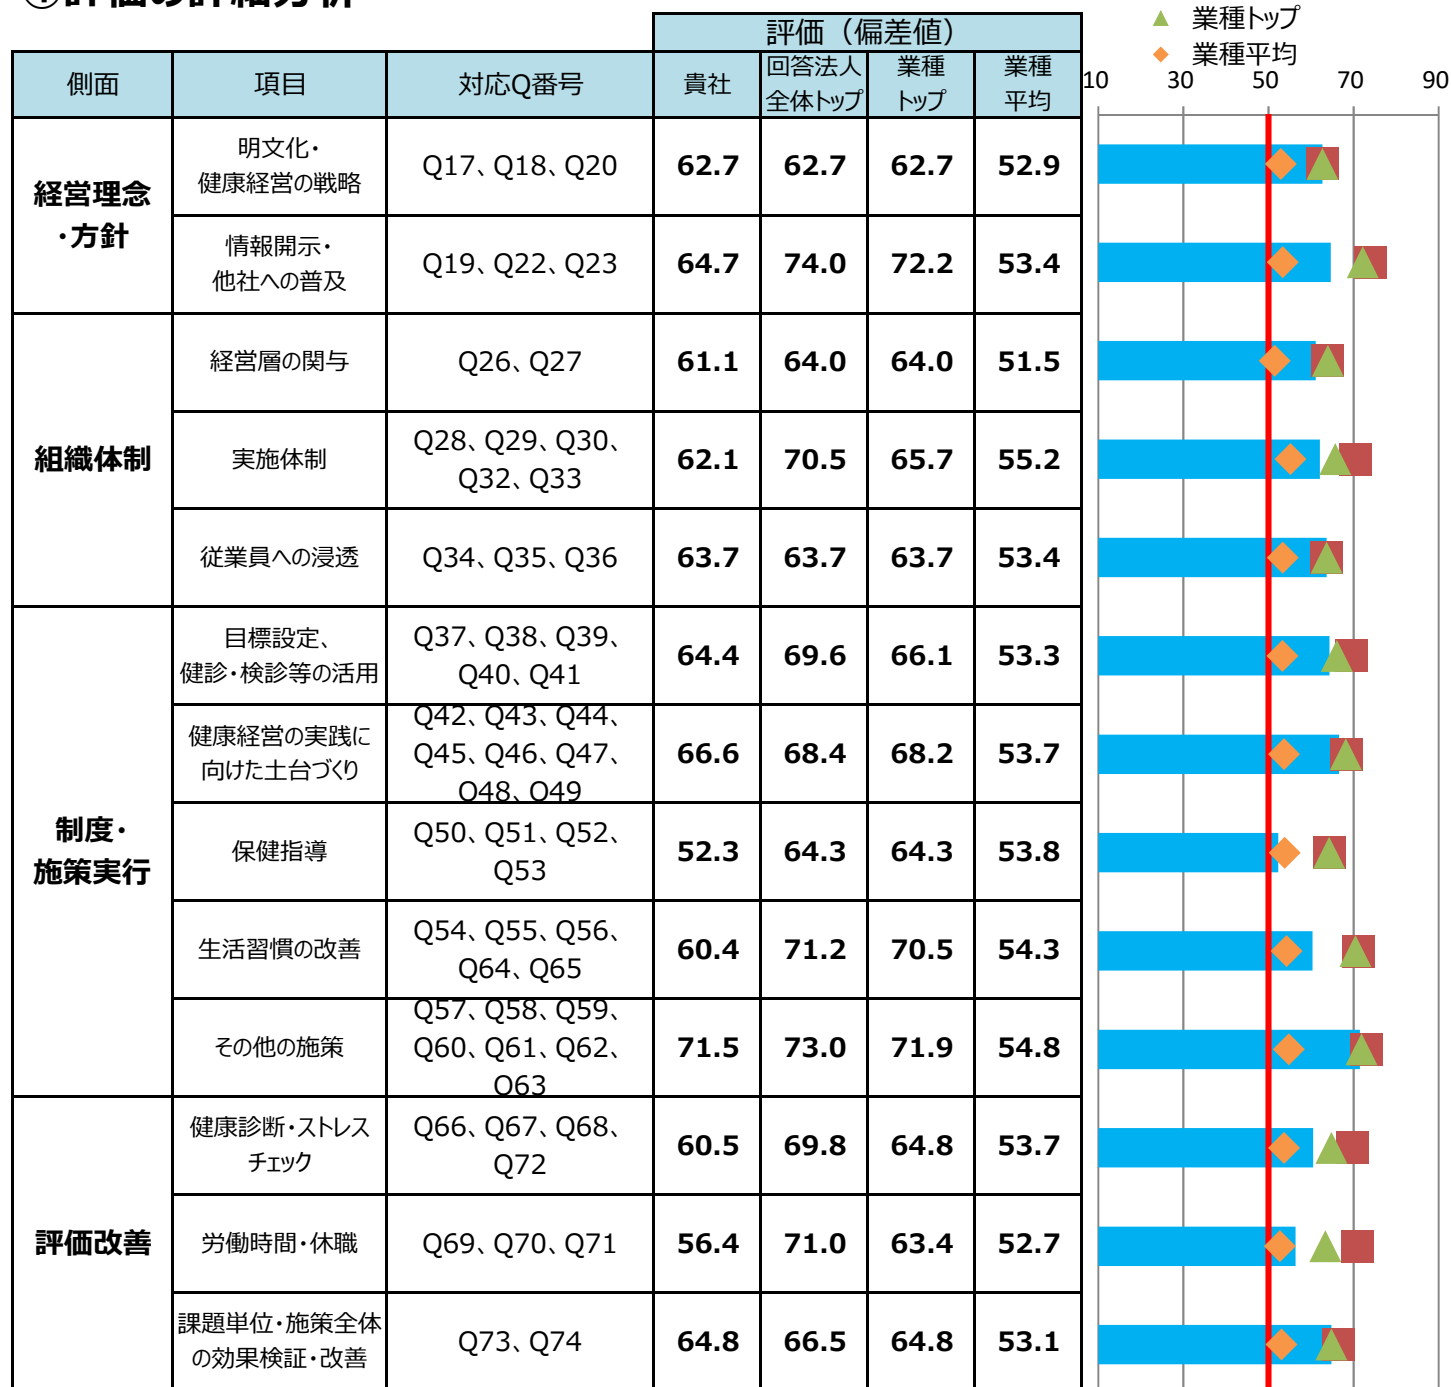 ①評価の詳細分析
▲ 業種トップ
◆ 業種平均
評価（偏差値）
側面 項目 対応Q番号 貴社 回答法人 業種 業種
全体トップ トップ 平均
10 30 50 70 90
経営理念
・方針
明文化・
健康経営の戦略
Q17、Q18、Q20 62.7 62.7 62.7 52.9
情報開示・
他社への普及
Q19、Q22、Q23 64.7 74.0 72.2 53.4
組織体制
経営層の関与 Q26、Q27 61.1 64.0 64.0 51.5
実施体制
Q28、Q29、Q30、
Q32、Q33
62.1 70.5 65.7 55.2
従業員への浸透 Q34、Q35、Q36 63.7 63.7 63.7 53.4
制度・
施策実行
目標設定、
健診・検診等の活用
Q37、Q38、Q39、
Q40、Q41
64.4 69.6 66.1 53.3
健康経営の実践に
向けた土台づくり
Q42、Q43、Q44、
Q45、Q46、Q47、
Q48、Q49
66.6 68.4 68.2 53.7
保健指導
Q50、Q51、Q52、
Q53
52.3 64.3 64.3 53.8
生活習慣の改善
Q54、Q55、Q56、
Q64、Q65
60.4 71.2 70.5 54.3
その他の施策
Q57、Q58、Q59、
Q60、Q61、Q62、
Q63
71.5 73.0 71.9 54.8
評価改善
健康診断・ストレス
チェック
Q66、Q67、Q68、
Q72
60.5 69.8 64.8 53.7
労働時間・休職 Q69、Q70、Q71 56.4 71.0 63.4 52.7
課題単位・施策全体
の効果検証・改善
Q73、Q74 64.8 66.5 64.8 53.1